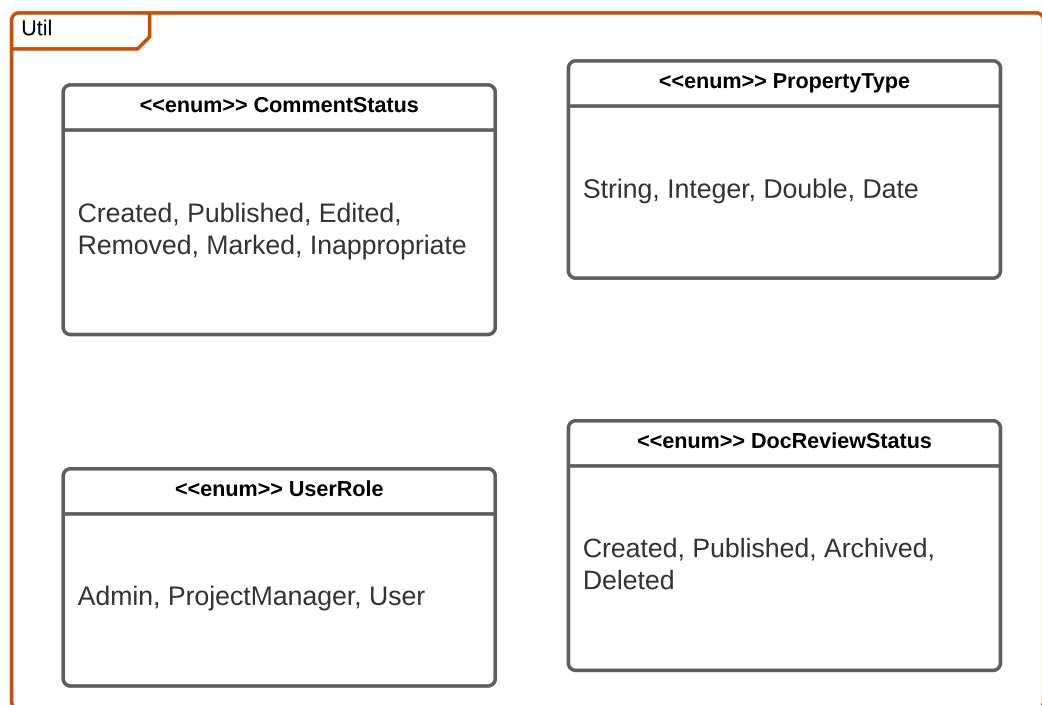 Util
<<enum>> CommentStatus
Created, Published, Edited,
Removed, Marked, Inappropriate
<<enum>> PropertyType
String, Integer, Double, Date
<<enum>> UserRole
Admin, ProjectManager, User
<<enum>> DocReviewStatus
Created, Published, Archived,
Deleted